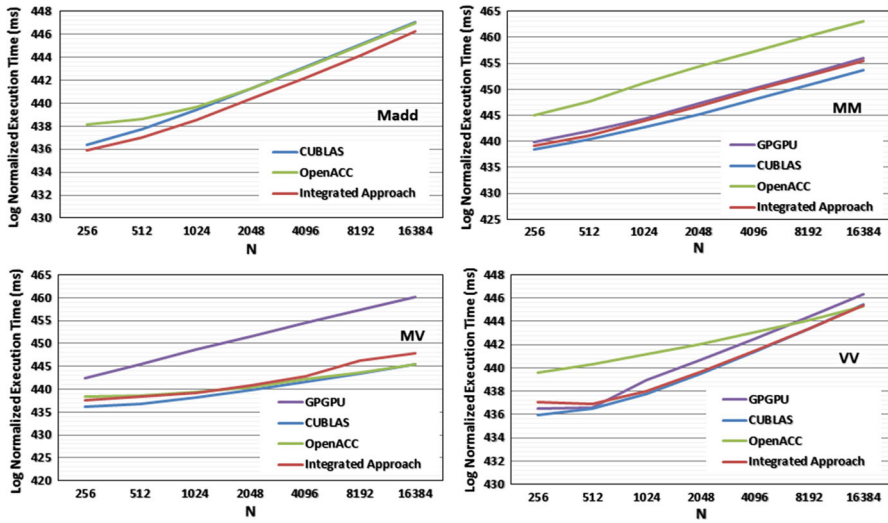 Log Normalized Execution Time (ms)
448
446
444
442
440
438
436
434
432
430
Madd
CUBLAS
OpenACC
Integrated Approach
256 512 1024 2048 4096 8192 16384
N
Log Normalized Execution Time (ms)
465
460
455
450
445
440
435
430
425
MM
GPGPU
CUBLAS
OpenACC
Integrated Approach
256 512 1024 2048 4096 8192 16384
N
Log Normalized Execution Time (ms)
465
460
455
450
445
440
435
430
425
420
MV
GPGPU
CUBLAS
OpenACC
Integrated Approach
256 512 1024 2048 4096 8192 16384
N
Log Normalized Execution Time (ms)
448
446
444
442
440
438
436
434
432
430
VV
GPGPU
CUBLAS
OpenACC
Integrated Approach
256 512 1024 2048 4096 8192 16384
N